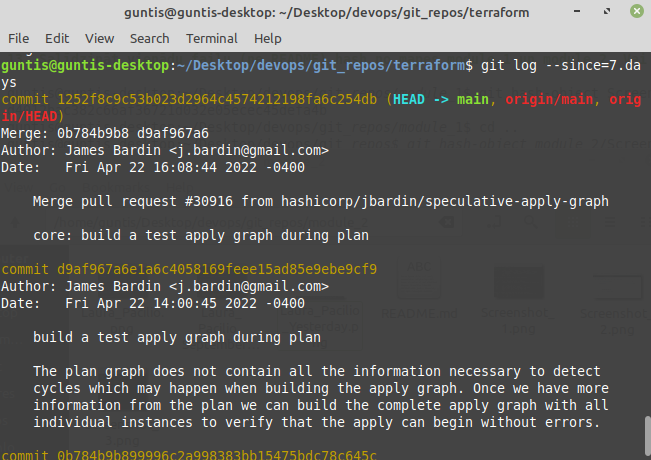 guntis@guntis-desktop: ~/Desktop/devops/git_repos/terraform
File Edit View Search Terminal Help
guntis@guntis-desktop:~/Desktop/devops/git_repos/terraform$ git log --since=7.da
ys
commit 1252f8c9c53b023d2964c4574212198fa6c254db (HEAD -> main, origin/main, orig
in/HEAD)
Merge: 0b784b9b8 d9af967a6
Author: James Bardin <j.bardin@gmail.com>
Date:   Fri Apr 22 16:08:44 2022 -0400
Merge pull request #30916 from hashicorp/jbardin/speculative-apply-graph
core: build a test apply graph during plan
commit d9af967a6e1a6c4058169feee15ad85e9ebe9cf9
Author: James Bardin <j.bardin@gmail.com>
Date:   Fri Apr 22 14:00:45 2022 -0400
build a test apply graph during plan
The plan graph does not contain all the information necessary to detect
cycles which may happen when building the apply graph. Once we have more
information from the plan we can build the complete apply graph with all
individual instances to verify that the apply can begin without errors.
commit 0b784b9b899996c2a998383bb15475bdc78c645c